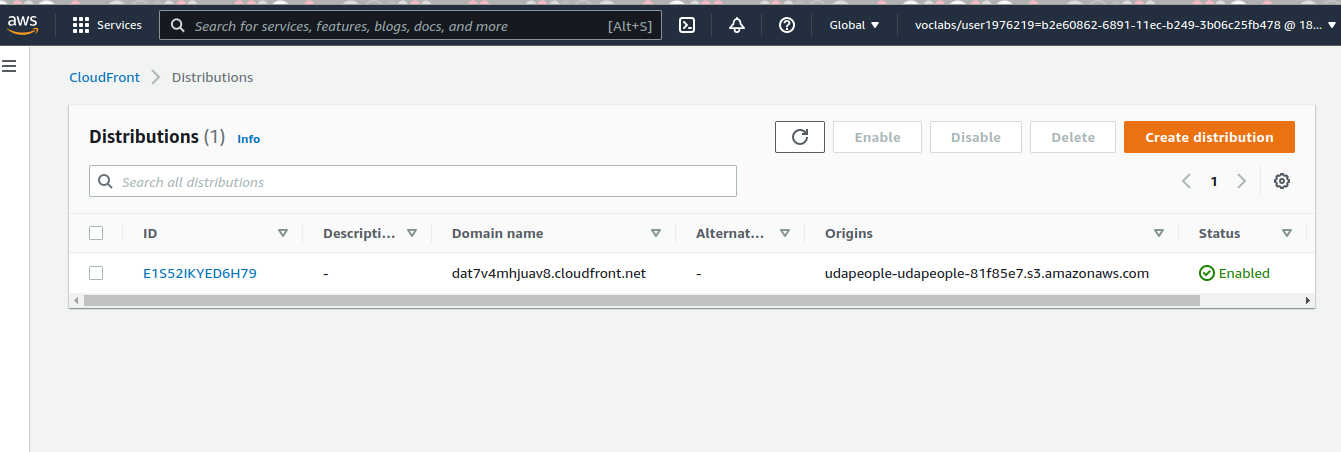 aws Services Search for services, features, blogs, docs, and more [Alt+S] Global voclabs/user1976219=b2e60862-6891-11ec-b249-3b06c25fb478 @ 18...
CloudFront Distributions
Distributions (1) Info Enable Disable Delete Create distribution
Search all distributions 1
ID Descripti... Domain name Alternat... Origins Status
E1S52IKYED6H79 - dat7v4mhjuav8.cloudfront.net - udapeople-udapeople-81f85e7.s3.amazonaws.com Enabled